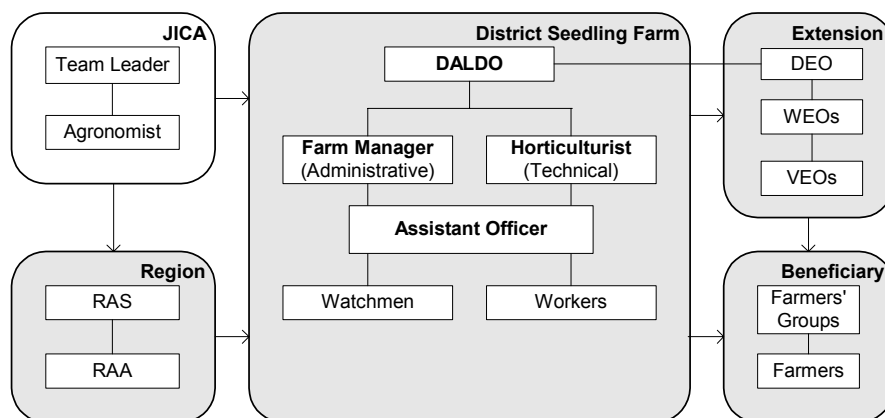 JICA
Team Leader
Agronomist
Region
RAS
RAA
District Seedling Farm
DALDO
Farm Manager
(Administrative)
Horticulturist
(Technical)
Assistant Officer
Watchmen
Workers
Extension
DEO
WEOs
VEOs
Beneficiary
Farmers'
Groups
Farmers